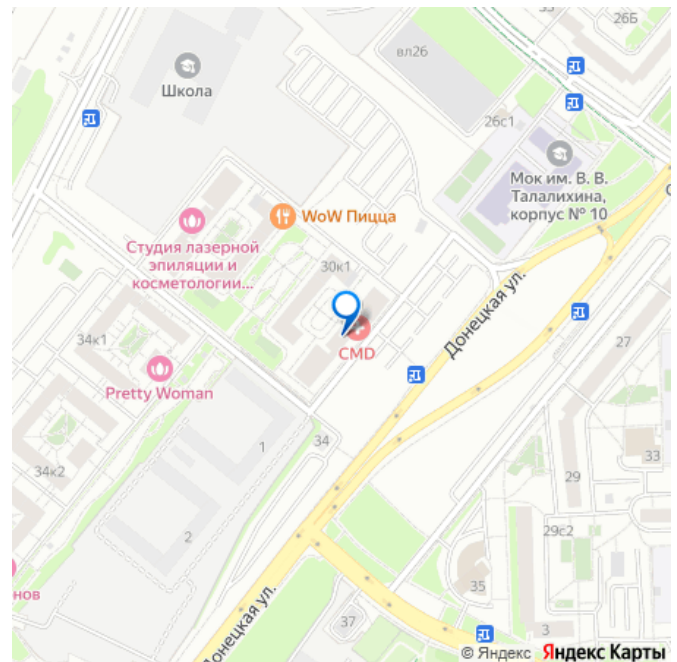 26Б
вл26
Школа
26с1
Мок им. В. В.
Талалихина,
корпус № 10
WoW Пицца
Студия лазерной
эпиляции и
косметологии...
30к1
Донецкая ул.
34к1
CMD
27
Pretty Woman
34
1
33
34к2
29
29с2
2
35
нов
37
3
Донецкая ул.
© Яндекс Яндекс Карты